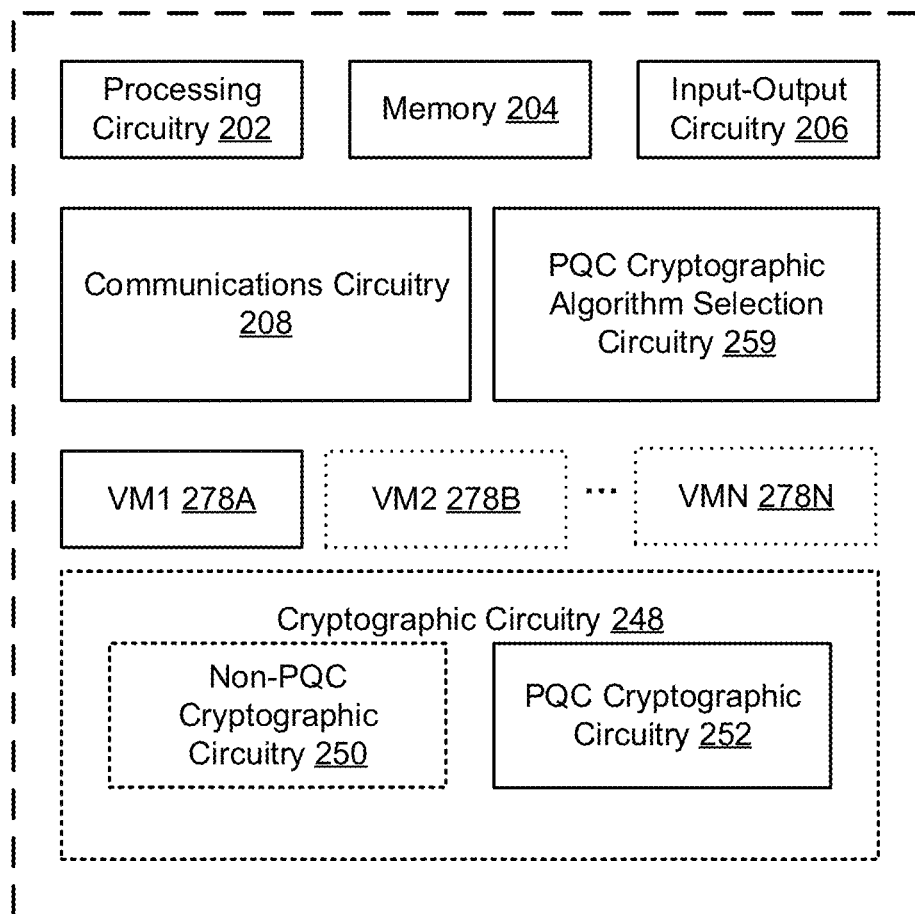 Processing
Circuitry 202
Memory 204
Input-Output
Circuitry 206
Communications Circuitry
208
PQC Cryptographic
Algorithm Selection
Circuitry 259
VM1 278A
VM2 278B
...
VMN 278N
Cryptographic Circuitry 248
Non-PQC
Cryptographic
Circuitry 250
PQC Cryptographic
Circuitry 252